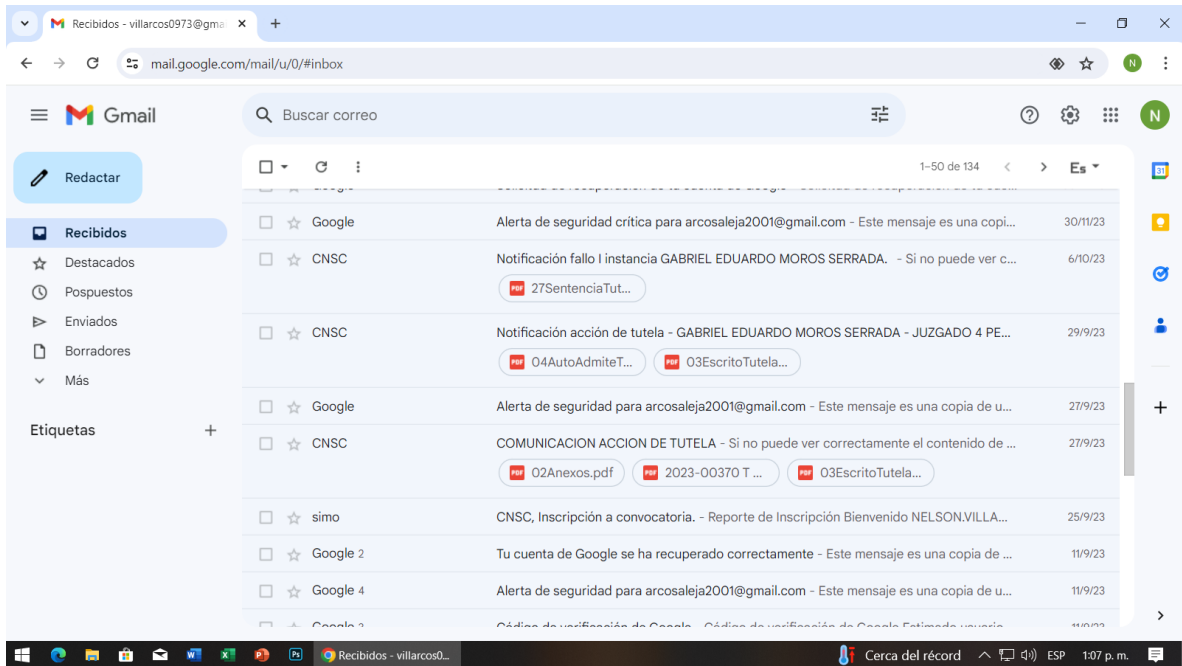 Recibidos - villarcos0973@gma
mail.google.com/mail/u/0/#inbox
N
Gmail
Buscar correo
N
Redactar
1–50 de 134
Es
31
Recibidos
Destacados
Pospuestos
Enviados
Borradores
Más
Etiquetas
Google Alerta de seguridad crítica para arcosaleja2001@gmail.com - Este mensaje es una copi... 30/11/23
CNSC Notificación fallo I instancia GABRIEL EDUARDO MOROS SERRADA. - Si no puede ver c... 6/10/23
PDF 27SentenciaTut...
CNSC Notificación acción de tutela - GABRIEL EDUARDO MOROS SERRADA - JUZGADO 4 PE... 29/9/23
PDF 04AutoAdmiteT... PDF 03EscritoTutela...
Google Alerta de seguridad para arcosaleja2001@gmail.com - Este mensaje es una copia de u... 27/9/23
CNSC COMUNICACION ACCION DE TUTELA - Si no puede ver correctamente el contenido de ... 27/9/23
PDF 02Anexos.pdf PDF 2023-00370 T ... PDF 03EscritoTutela...
simo CNSC, Inscripción a convocatoria. - Reporte de Inscripción Bienvenido NELSON.VILLA... 25/9/23
Google 2 Tu cuenta de Google se ha recuperado correctamente - Este mensaje es una copia de ... 11/9/23
Google 4 Alerta de seguridad para arcosaleja2001@gmail.com - Este mensaje es una copia de u... 11/9/23
Recibidos - villarcos0...
Cerca del récord
ESP
1:07 p. m.